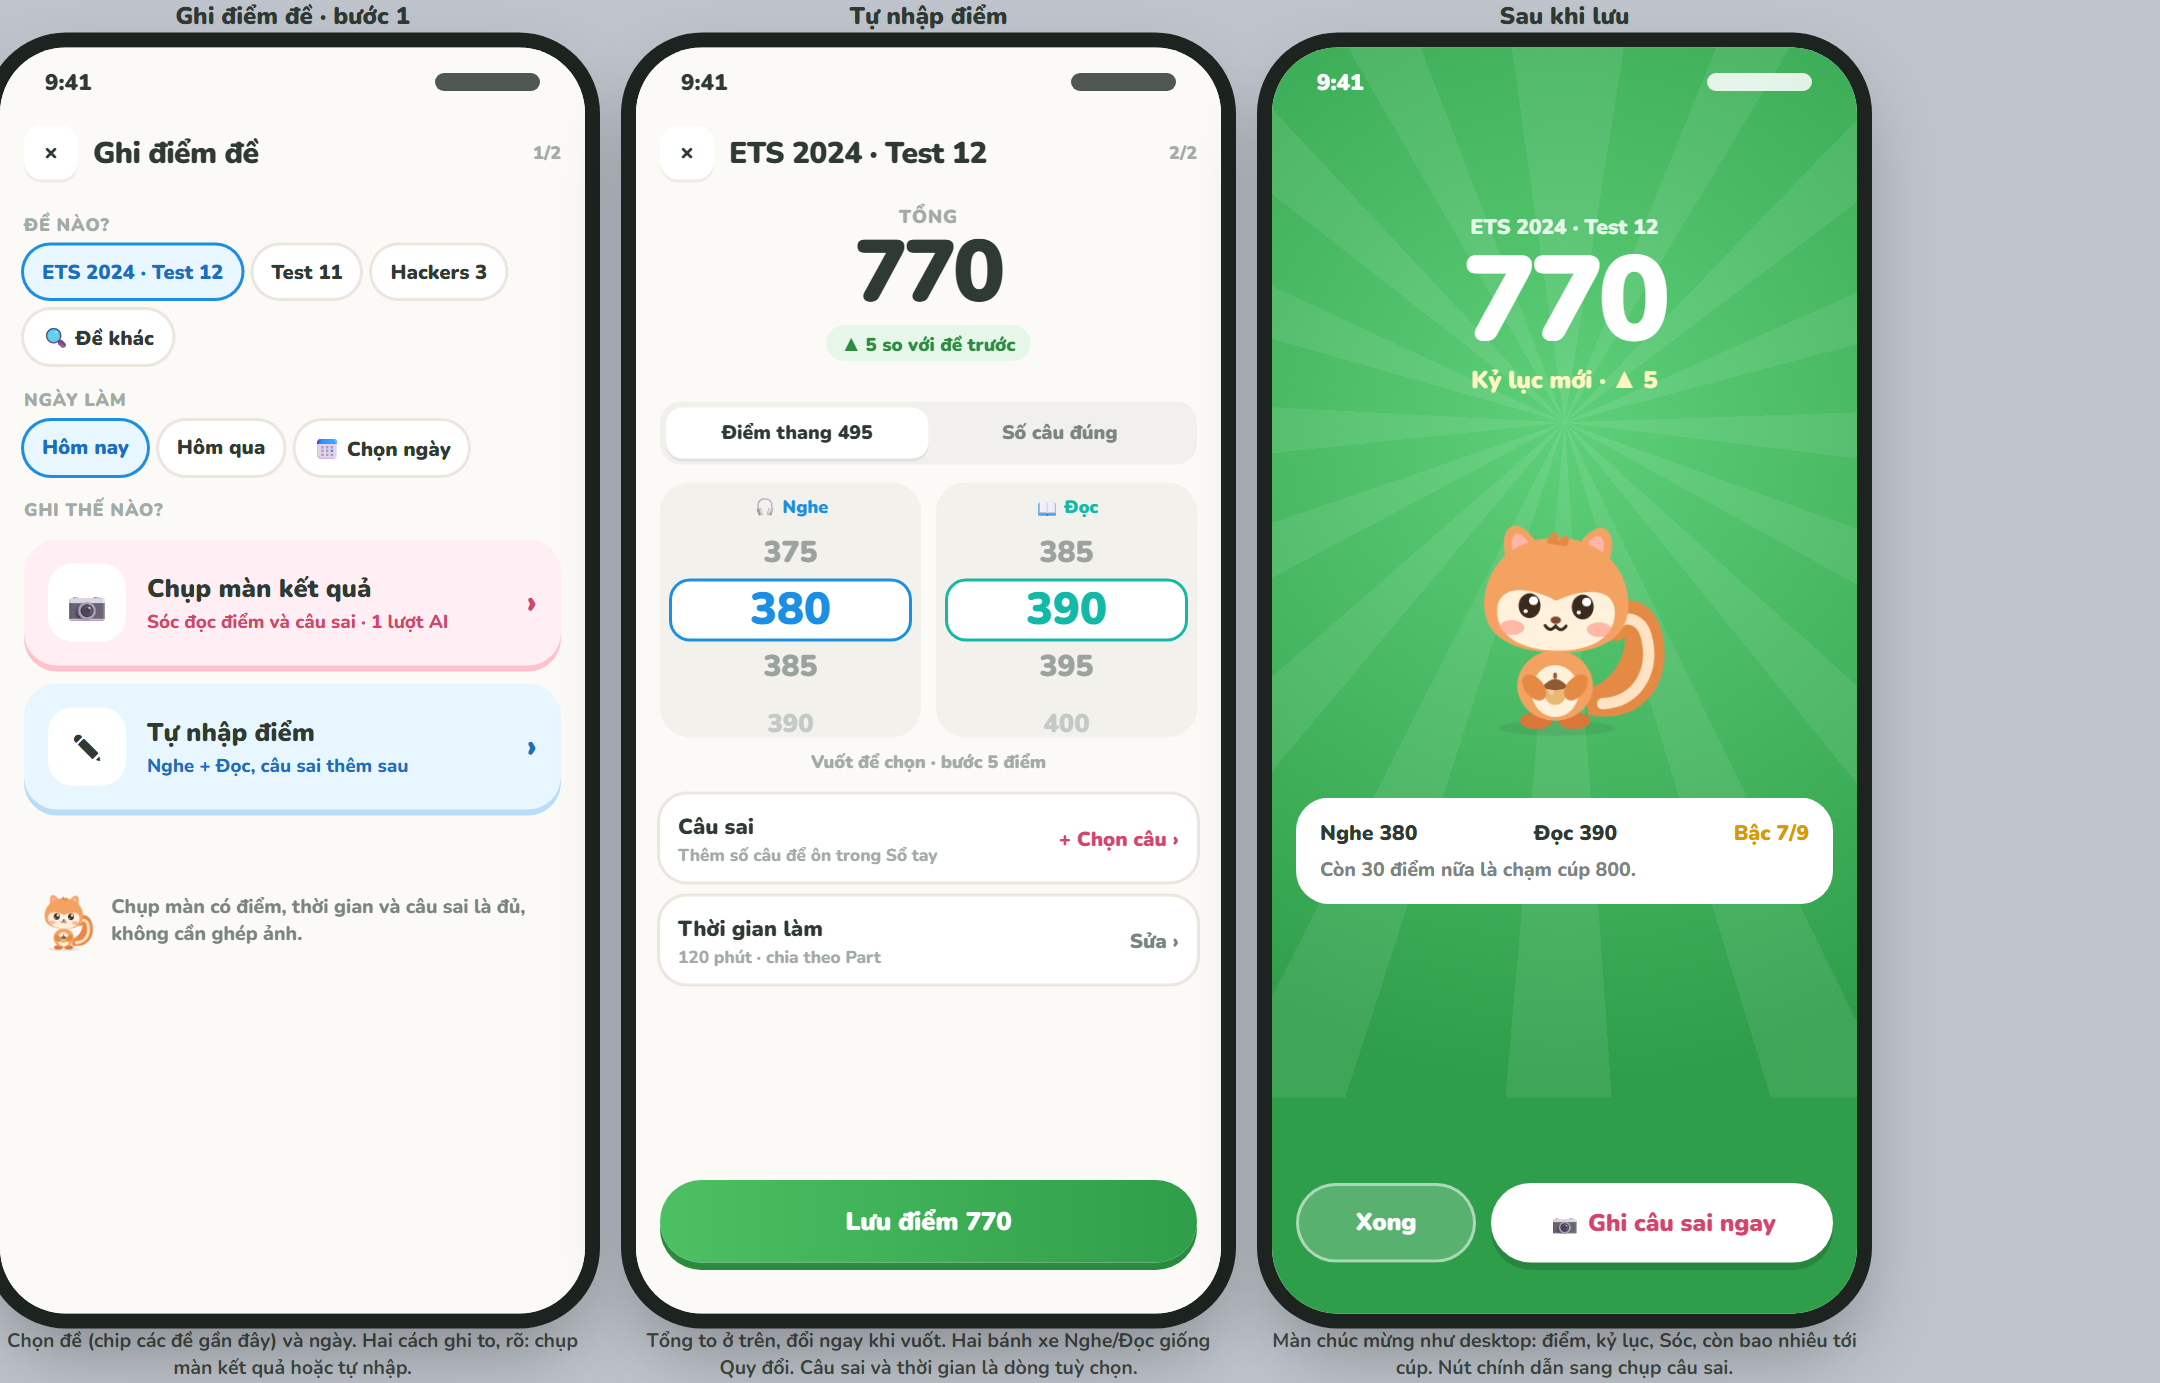 Ghi điểm đề · bước 1
9:41
×
Ghi điểm đề
1/2
ĐỀ NÀO?
ETS 2024 · Test 12
Test 11
Hackers 3
Đề khác
NGÀY LÀM
Hôm nay
Hôm qua
Chọn ngày
GHI THẾ NÀO?
Chụp màn kết quả
Sóc đọc điểm và câu sai · 1 lượt AI
›
Tự nhập điểm
Nghe + Đọc, câu sai thêm sau
›
Chụp màn có điểm, thời gian và câu sai là đủ,
không cần ghép ảnh.
Chọn đề (chip các đề gần đây) và ngày. Hai cách ghi to, rõ: chụp
màn kết quả hoặc tự nhập.
Tự nhập điểm
9:41
×
ETS 2024 · Test 12
2/2
TỔNG
770
▲ 5 so với đề trước
Điểm thang 495
Số câu đúng
Nghe
375
380
385
390
Đọc
385
390
395
400
Vuốt để chọn · bước 5 điểm
Câu sai
Thêm số câu để ôn trong Sổ tay
+ Chọn câu ›
Thời gian làm
120 phút · chia theo Part
Sửa ›
Lưu điểm 770
Tổng to ở trên, đổi ngay khi vuốt. Hai bánh xe Nghe/Đọc giống
Quy đổi. Câu sai và thời gian là dòng tuỳ chọn.
Sau khi lưu
9:41
ETS 2024 · Test 12
770
Kỷ lục mới · ▲ 5
Nghe 380
Đọc 390
Bậc 7/9
Còn 30 điểm nữa là chạm cúp 800.
Xong
Ghi câu sai ngay
Màn chúc mừng như desktop: điểm, kỷ lục, Sóc, còn bao nhiêu tới
cúp. Nút chính dẫn sang chụp câu sai.